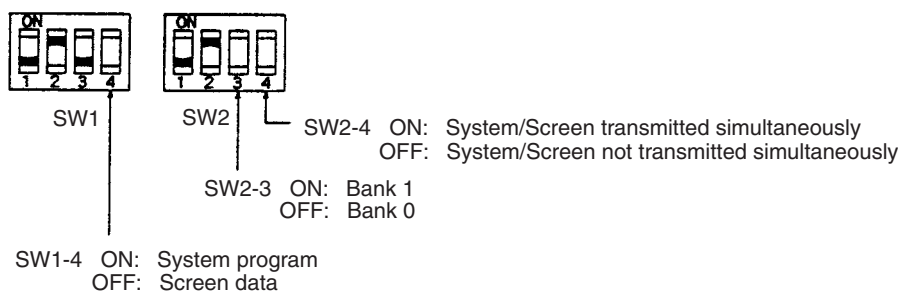 ON ON
1 2 3 4 1 2 3 4
SW1 SW2
SW2-4 ON: System/Screen transmitted simultaneously
OFF: System/Screen not transmitted simultaneously
SW2-3 ON: Bank 1
OFF: Bank 0
SW1-4 ON: System program
OFF: Screen data